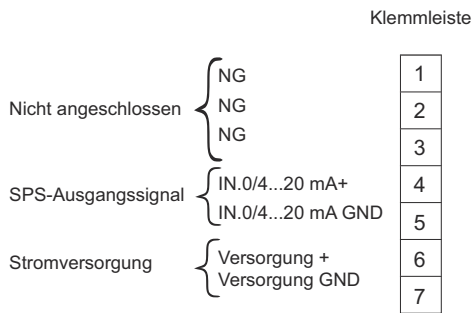 Klemmleiste
NG 1
Nicht angeschlossen NG 2
NG 3
SPS-Ausgangssignal IN.0/4...20 mA+ 4
IN.0/4...20 mA GND 5
Stromversorgung Versorgung + 6
Versorgung GND 7